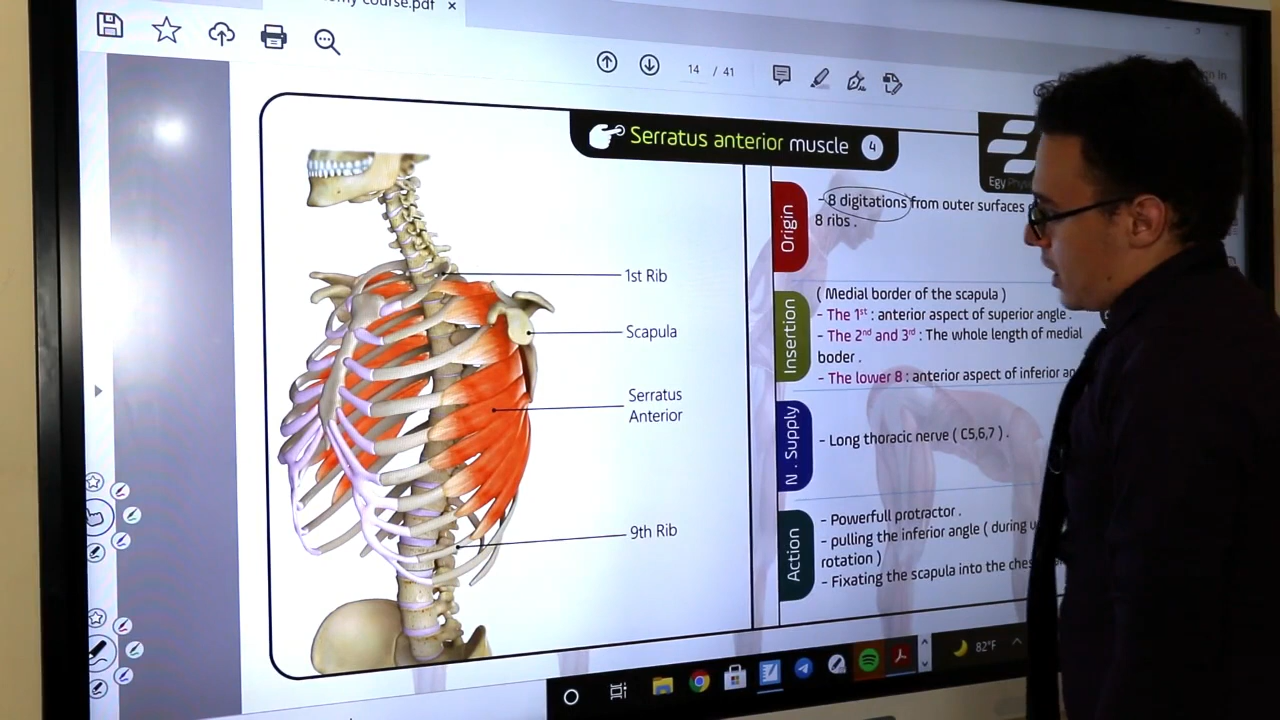 course.pdf ×
14 / 41
Serratus anterior muscle 4
Egy
1st Rib
Scapula
Serratus
Anterior
9th Rib
Origin
- 8 digitations from outer surfaces
8 ribs .
Insertion
( Medial border of the scapula )
- The 1st : anterior aspect of superior angle .
- The 2nd and 3rd : The whole length of medial
boder .
- The lower 8 : anterior aspect of inferior
N . Supply
- Long thoracic nerve ( C5,6,7 ) .
Action
- Powerfull protractor .
- pulling the inferior angle ( during
rotation )
- Fixating the scapula into the
82°F